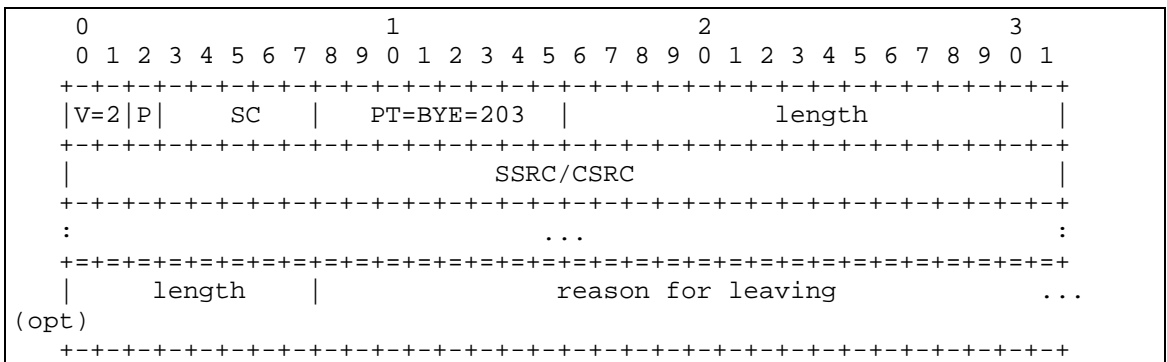 0                   1                   2                   3
    0 1 2 3 4 5 6 7 8 9 0 1 2 3 4 5 6 7 8 9 0 1 2 3 4 5 6 7 8 9 0 1
   +-+-+-+-+-+-+-+-+-+-+-+-+-+-+-+-+-+-+-+-+-+-+-+-+-+-+-+-+-+-+-+-+
   |V=2|P|    SC   |   PT=BYE=203  |             length            |
   +-+-+-+-+-+-+-+-+-+-+-+-+-+-+-+-+-+-+-+-+-+-+-+-+-+-+-+-+-+-+-+-+
   |                           SSRC/CSRC                           |
   +-+-+-+-+-+-+-+-+-+-+-+-+-+-+-+-+-+-+-+-+-+-+-+-+-+-+-+-+-+-+-+-+
   :                              ...                              :
   +=+=+=+=+=+=+=+=+=+=+=+=+=+=+=+=+=+=+=+=+=+=+=+=+=+=+=+=+=+=+=+=+
   |     length    |               reason for leaving             ...
(opt)
   +-+-+-+-+-+-+-+-+-+-+-+-+-+-+-+-+-+-+-+-+-+-+-+-+-+-+-+-+-+-+-+-+